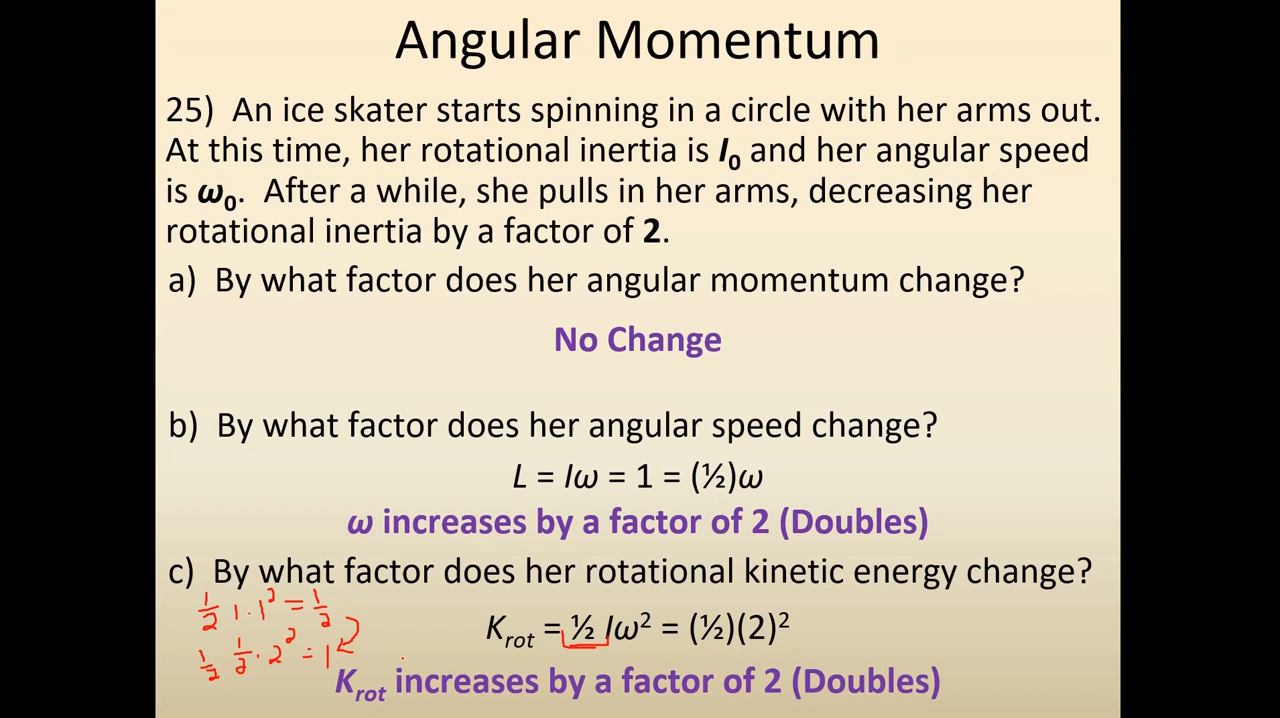 Angular Momentum
25)  An ice skater starts spinning in a circle with her arms out.
At this time, her rotational inertia is I₀ and her angular speed
is ω₀.  After a while, she pulls in her arms, decreasing her
rotational inertia by a factor of 2.
a)  By what factor does her angular momentum change?
No Change
b)  By what factor does her angular speed change?
L = Iω = 1 = (½)ω
ω increases by a factor of 2 (Doubles)
c)  By what factor does her rotational kinetic energy change?
1/2 1 · 1² = 1/2
K_rot = ½ Iω² = (½)(2)²
1/2 1/2 · 2² = 1
K_rot increases by a factor of 2 (Doubles)